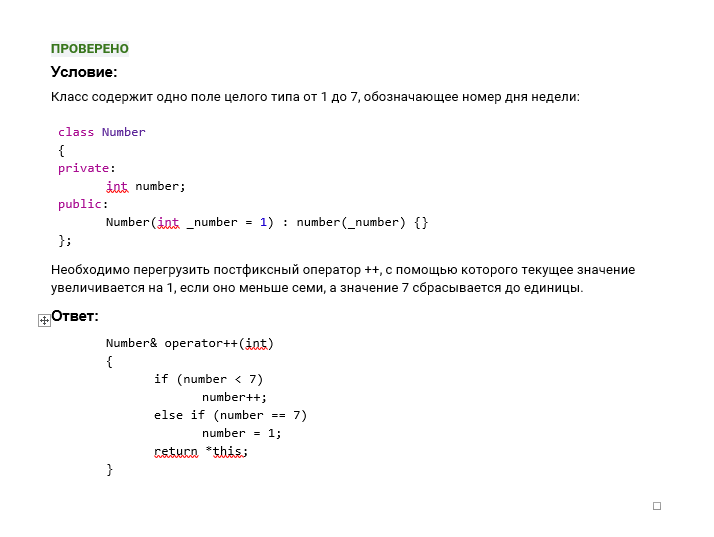 ПРОВЕРЕНО
Условие:
Класс содержит одно поле целого типа от 1 до 7, обозначающее номер дня недели:
class Number
{
private:
int number;
public:
Number(int _number = 1) : number(_number) {}
};
Необходимо перегрузить постфиксный оператор ++, с помощью которого текущее значение
увеличивается на 1, если оно меньше семи, а значение 7 сбрасывается до единицы.
Ответ:
Number& operator++(int)
{
if (number < 7)
number++;
else if (number == 7)
number = 1;
return *this;
}